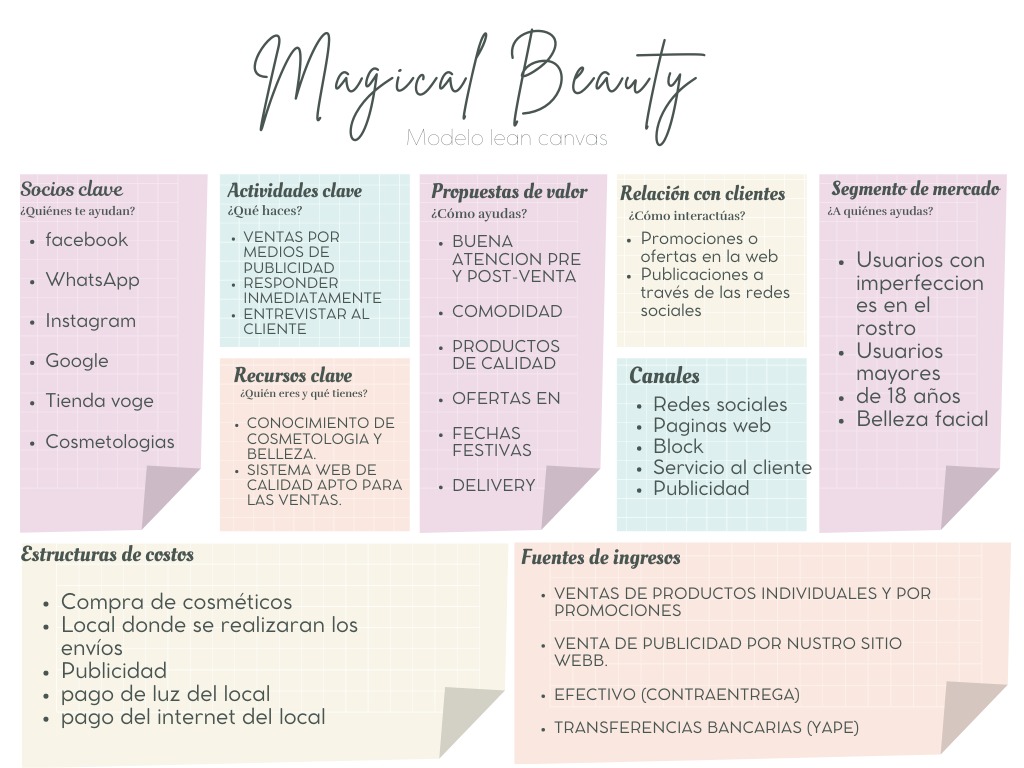 Magical Beauty
Modelo lean canvas
Socios clave
¿Quiénes te ayudan?
facebook
WhatsApp
Instagram
Google
Tienda voge
Cosmetologias
Actividades clave
¿Qué haces?
VENTAS POR
MEDIOS DE
PUBLICIDAD
RESPONDER
INMEDIATAMENTE
ENTREVISTAR AL
CLIENTE
Recursos clave
¿Quién eres y qué tienes?
CONOCIMIENTO DE
COSMETOLOGIA Y
BELLEZA.
SISTEMA WEB DE
CALIDAD APTO PARA
LAS VENTAS.
Propuestas de valor
¿Cómo ayudas?
BUENA
ATENCION PRE
Y POST-VENTA
COMODIDAD
PRODUCTOS
DE CALIDAD
OFERTAS EN
FECHAS
FESTIVAS
DELIVERY
Relación con clientes
¿Cómo interactúas?
Promociones o
ofertas en la web
Publicaciones a
través de las redes
sociales
Canales
Redes sociales
Paginas web
Block
Servicio al cliente
Publicidad
Segmento de mercado
¿A quiénes ayudas?
Usuarios con
imperfeccion
es en el
rostro
Usuarios
mayores
de 18 años
Belleza facial
Estructuras de costos
Compra de cosméticos
Local donde se realizaran los
envíos
Publicidad
pago de luz del local
pago del internet del local
Fuentes de ingresos
VENTAS DE PRODUCTOS INDIVIDUALES Y POR
PROMOCIONES
VENTA DE PUBLICIDAD POR NUSTRO SITIO
WEBB.
EFECTIVO (CONTRAENTREGA)
TRANSFERENCIAS BANCARIAS (YAPE)